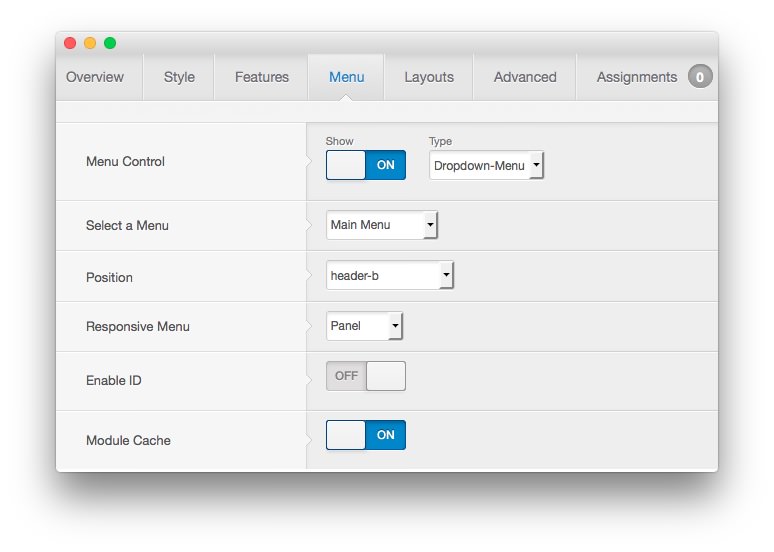 Overview Style Features Menu Layouts Advanced Assignments 0
Show Type
Menu Control ON Dropdown-Menu
Select a Menu Main Menu
Position header-b
Responsive Menu Panel
Enable ID OFF
Module Cache ON